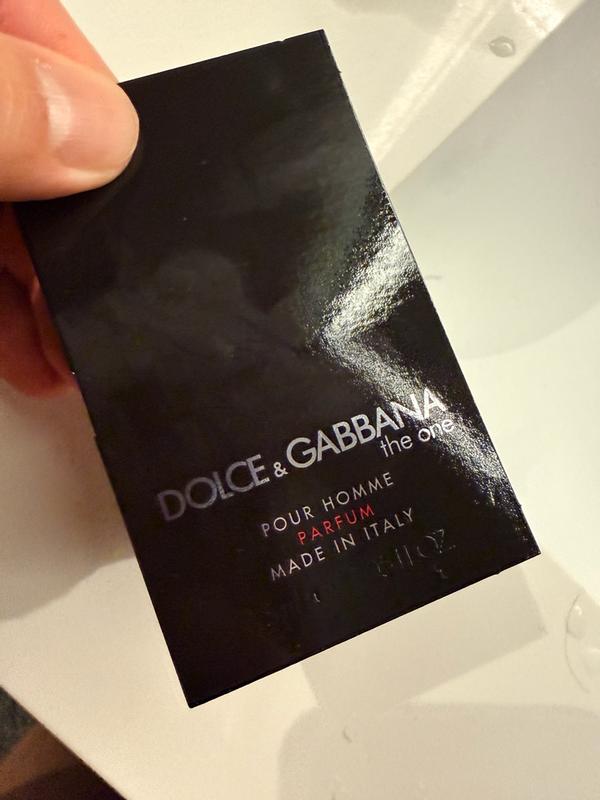 DOLCE & GABBANA
the one
POUR HOMME
PARFUM
MADE IN ITALY